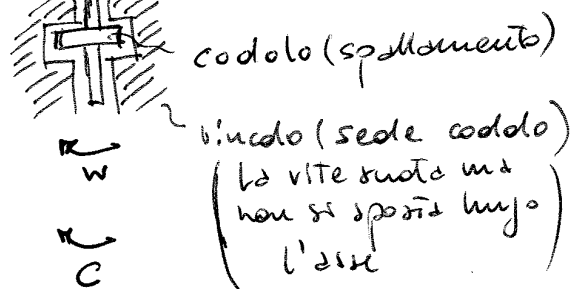 codolo (spallamento)
vincolo (sede codolo)
(La vite ruota ma
non si sposta lungo
l'asse)
W
C